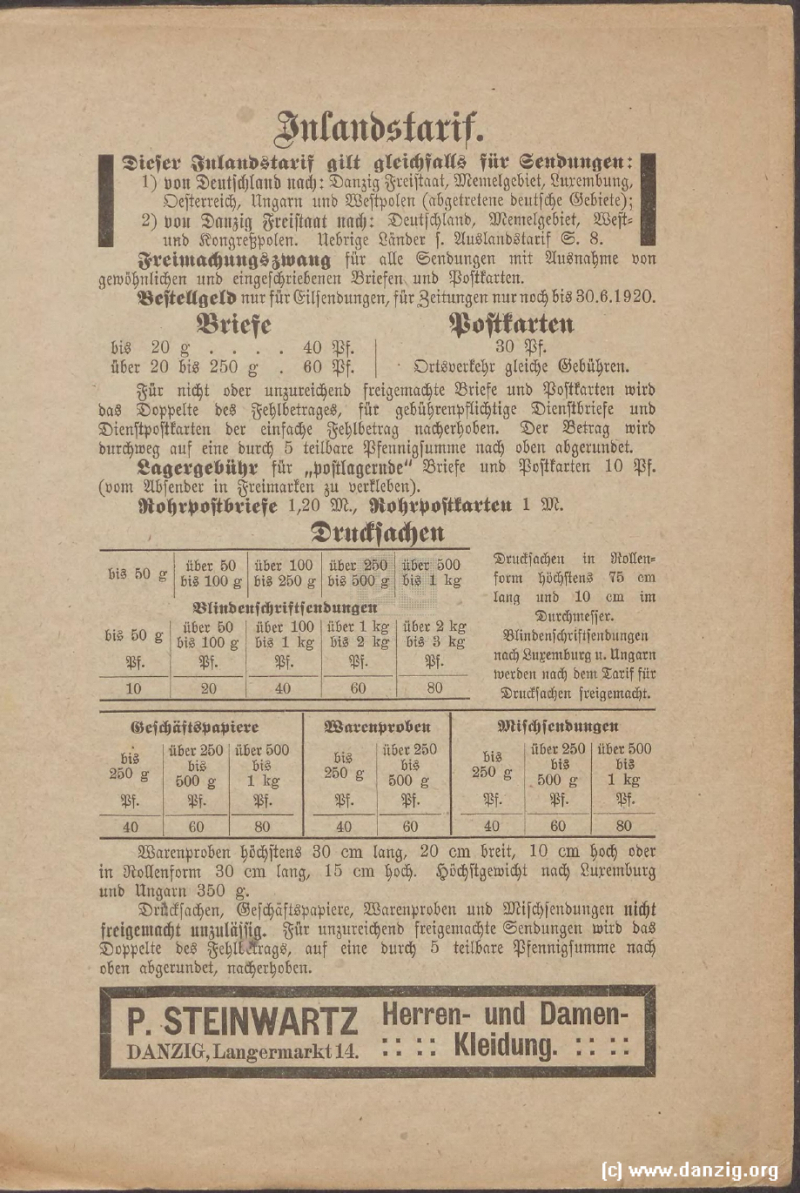 Inlandstarif.
Dieser Inlandstarif gilt gleichfalls für Sendungen:
1) von Deutschland nach: Danzig Freistaat, Memelgebiet, Luxembung,
Oesterreich, Ungarn und Westpolen (abgetretene deutsche Gebiete);
2) von Danzig Freistaat nach: Deutschland, Memelgebiet, West-
und Kongreßpolen. Uebrige Länder s. Auslandstarif S. 8.
Freimachungszwang für alle Sendungen mit Ausnahme von
gewöhnlichen und eingeschriebenen Briefen und Postkarten.
Bestellgeld nur für Eilsendungen, für Zeitungen nur noch bis 30.6.1920.
Briefe
bis 20 g . . . . 40 Pf.
über 20 bis 250 g . 60 Pf.
Postkarten
30 Pf.
Ortsverkehr gleiche Gebühren.
Für nicht oder unzureichend freigemachte Briefe und Postkarten wird
das Doppelte des Fehlbetrages, für gebührenpflichtige Dienstbriefe und
Dienstpostkarten der einfache Fehlbetrag nacherhoben. Der Betrag wird
durchweg auf eine durch 5 teilbare Pfennigsumme nach oben abgerundet.
Lagergebühr für „postlagernde“ Briefe und Postkarten 10 Pf.
(vom Absender in Freimarken zu verkleben).
Rohrpostbriefe 1,20 M., Rohrpostkarten 1 M.
Drucksachen
bis 50 g | über 50 bis 100 g | über 100 bis 250 g | über 250 bis 500 g | über 500 bis 1 kg
Blindenschriftsendungen
bis 50 g | über 50 bis 100 g | über 100 bis 1 kg | über 1 kg bis 2 kg | über 2 kg bis 3 kg
Pf. | Pf. | Pf. | Pf. | Pf.
10 | 20 | 40 | 60 | 80
Drucksachen in Rollen-
form höchstens 75 cm
lang und 10 cm im
Durchmesser.
Blindenschriftsendungen
nach Luxemburg u. Ungarn
werden nach dem Tarif für
Drucksachen freigemacht.
Geschäftspapiere | Warenproben | Mischsendungen
bis 250 g | über 250 bis 500 g | über 500 bis 1 kg | bis 250 g | über 250 bis 500 g | bis 250 g | über 250 bis 500 g | über 500 bis 1 kg
Pf. | Pf. | Pf. | Pf. | Pf. | Pf. | Pf. | Pf.
40 | 60 | 80 | 40 | 60 | 40 | 60 | 80
Warenproben höchstens 30 cm lang, 20 cm breit, 10 cm hoch oder
in Rollenform 30 cm lang, 15 cm hoch. Höchstgewicht nach Luxemburg
und Ungarn 350 g.
Drucksachen, Geschäftspapiere, Warenproben und Mischsendungen nicht
freigemacht unzulässig. Für unzureichend freigemachte Sendungen wird das
Doppelte des Fehlbetrags, auf eine durch 5 teilbare Pfennigsumme nach
oben abgerundet, nacherhoben.
P. STEINWARTZ
DANZIG, Langermarkt 14.
Herren- und Damen-
:: :: Kleidung. :: ::
(c) www.danzig.org